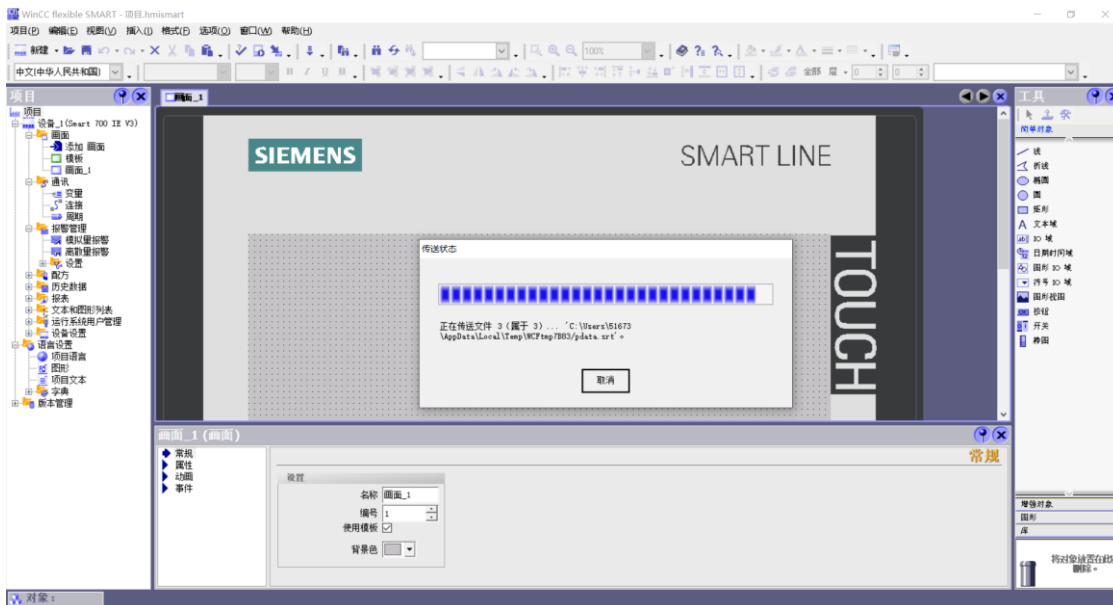 WinCC flexible SMART - 项目.hmismart
项目(P) 编辑(E) 视图(V) 插入(I) 格式(F) 选项(O) 窗口(W) 帮助(H)
新建
100%
中文(中华人民共和国)
B I U
全部 层 0 0
项目
画面_1
工具
项目
设备_1(Smart 700 IE V3)
画面
添加 画面
模板
画面_1
通讯
变量
连接
周期
报警管理
模拟量报警
离散量报警
设置
配方
历史数据
报表
文本和图形列表
运行系统用户管理
设备设置
语言设置
项目语言
图形
项目文本
字典
版本管理
SIEMENS
SMART LINE
TOUCH
传送状态
正在传送文件 3 (属于 3)... 'C:\Users\51673
\AppData\Local\Temp\WCFtmp7B83/pdata.srt'。
取消
简单对象
线
折线
椭圆
圆
矩形
文本域
IO 域
日期时间域
图形 IO 域
符号 IO 域
图形视图
按钮
开关
棒图
增强对象
图形
库
将对象放置在此
删除。
画面_1 (画面)
常规
属性
动画
事件
常规
设置
名称 画面_1
编号 1
使用模板
背景色
对象: